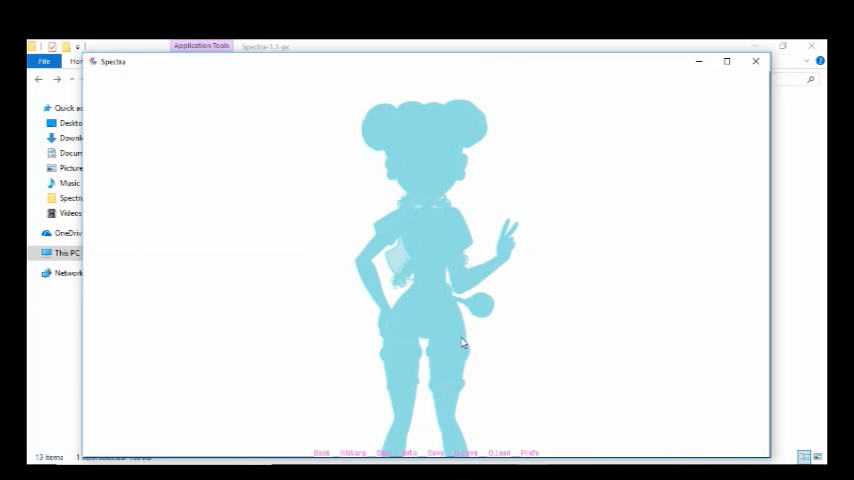 Application Tools
Spectra-1.1-pc
File
Spectra
Quick ac
Deskto
Downl
Docum
Picture
Music
Spectr
Videos
OneDriv
This PC
Network
13 items
Back History Skip Auto Save Q.Save Q.Load Prefs